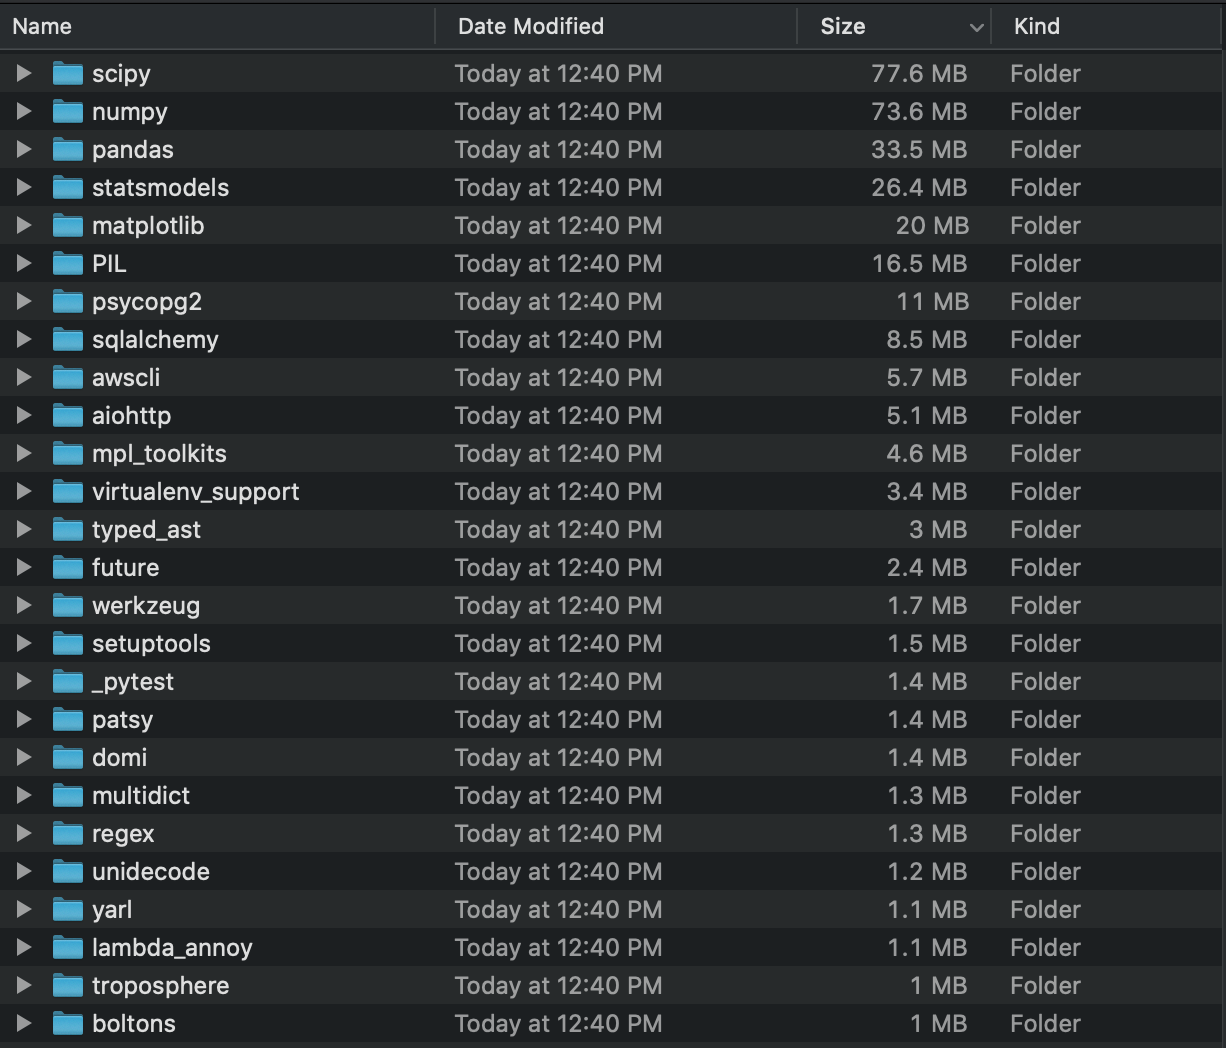 Name Date Modified Size Kind
scipy Today at 12:40 PM 77.6 MB Folder
numpy Today at 12:40 PM 73.6 MB Folder
pandas Today at 12:40 PM 33.5 MB Folder
statsmodels Today at 12:40 PM 26.4 MB Folder
matplotlib Today at 12:40 PM 20 MB Folder
PIL Today at 12:40 PM 16.5 MB Folder
psycopg2 Today at 12:40 PM 11 MB Folder
sqlalchemy Today at 12:40 PM 8.5 MB Folder
awscli Today at 12:40 PM 5.7 MB Folder
aiohttp Today at 12:40 PM 5.1 MB Folder
mpl_toolkits Today at 12:40 PM 4.6 MB Folder
virtualenv_support Today at 12:40 PM 3.4 MB Folder
typed_ast Today at 12:40 PM 3 MB Folder
future Today at 12:40 PM 2.4 MB Folder
werkzeug Today at 12:40 PM 1.7 MB Folder
setuptools Today at 12:40 PM 1.5 MB Folder
_pytest Today at 12:40 PM 1.4 MB Folder
patsy Today at 12:40 PM 1.4 MB Folder
domi Today at 12:40 PM 1.4 MB Folder
multidict Today at 12:40 PM 1.3 MB Folder
regex Today at 12:40 PM 1.3 MB Folder
unidecode Today at 12:40 PM 1.2 MB Folder
yarl Today at 12:40 PM 1.1 MB Folder
lambda_annoy Today at 12:40 PM 1.1 MB Folder
troposphere Today at 12:40 PM 1 MB Folder
boltons Today at 12:40 PM 1 MB Folder